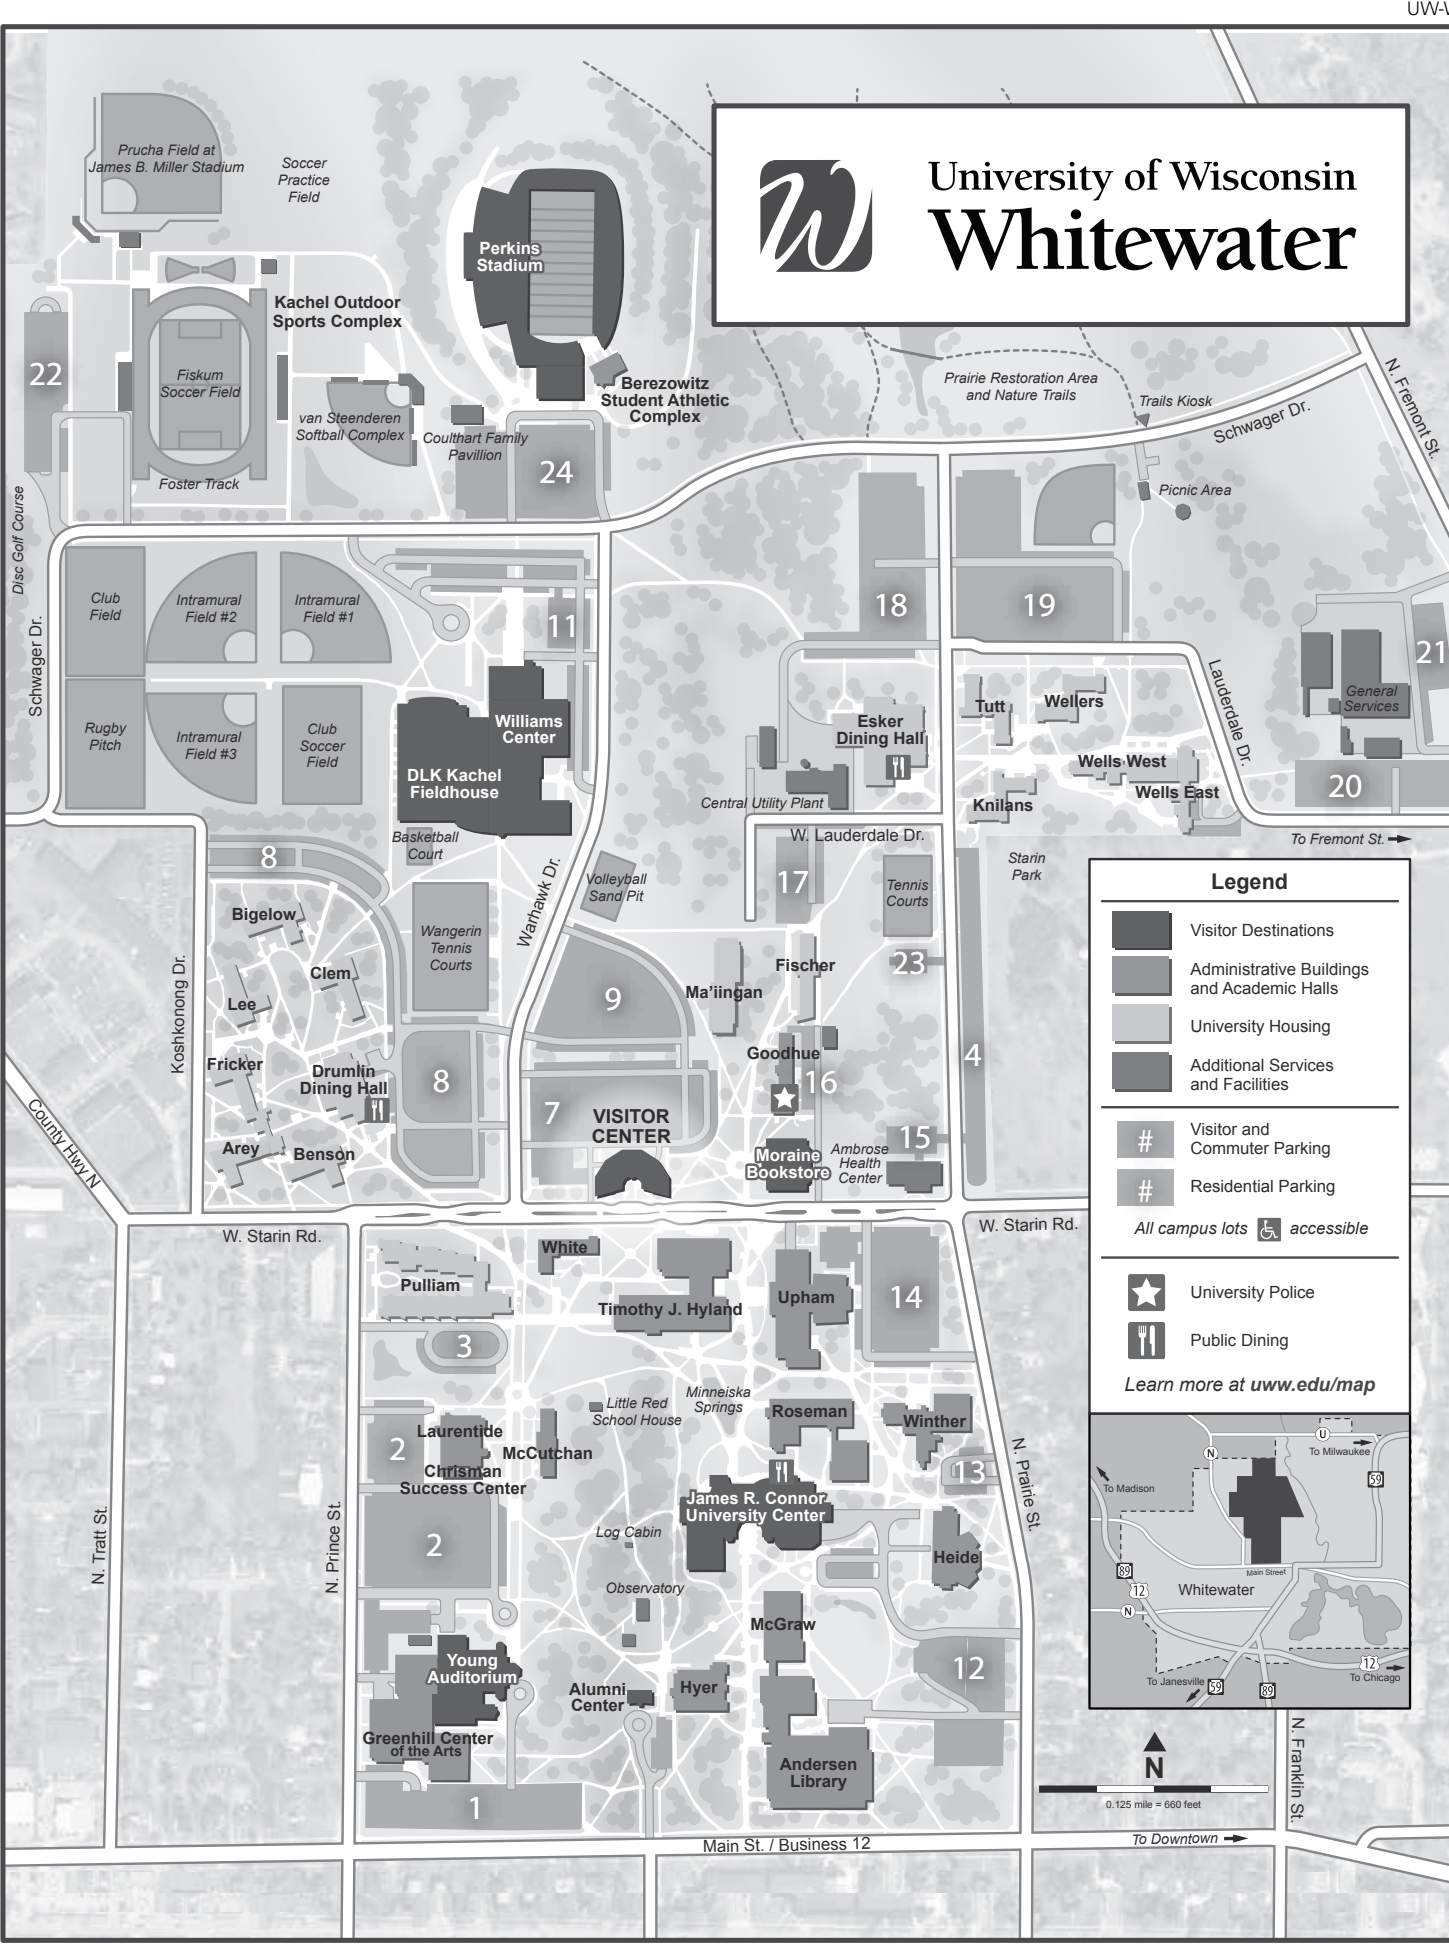 UW-W
University of Wisconsin
Whitewater
Prucha Field at
James B. Miller Stadium
Soccer
Practice
Field
Perkins
Stadium
Kachel Outdoor
Sports Complex
22
Fiskum
Soccer Field
van Steenderen
Softball Complex
Foster Track
Coulthart Family
Pavillion
Berezowitz
Student Athletic
Complex
24
Prairie Restoration Area
and Nature Trails
Trails Kiosk
Schwager Dr.
N. Fremont St.
Picnic Area
Disc Golf Course
Schwager Dr.
Club
Field
Intramural
Field #2
Intramural
Field #1
11
18
19
21
General
Services
20
To Fremont St.
Lauderdale Dr.
Rugby
Pitch
Intramural
Field #3
Club
Soccer
Field
Williams
Center
DLK Kachel
Fieldhouse
Basketball
Court
Esker
Dining Hall
Central Utility Plant
Tutt
Wellers
Wells West
Wells East
Knilans
W. Lauderdale Dr.
Starin
Park
8
Bigelow
Clem
Lee
Fricker
Drumlin
Dining Hall
Arey
Benson
8
Koshkonong Dr.
County Hwy N
Wangerin
Tennis
Courts
Warhawk Dr.
Volleyball
Sand Pit
17
Tennis
Courts
23
Fischer
Ma'iingan
9
Goodhue
16
4
7
VISITOR
CENTER
Moraine
Bookstore
Ambrose
Health
Center
15
W. Starin Rd.
W. Starin Rd.
Pulliam
White
Timothy J. Hyland
Upham
14
3
Little Red
School House
Minneiska
Springs
Roseman
Winther
2
Laurentide
McCutchan
Chrisman
Success Center
13
James R. Connor
University Center
2
Log Cabin
Heide
Observatory
McGraw
N. Tratt St.
N. Prince St.
N. Prairie St.
Young
Auditorium
Alumni
Center
Hyer
12
Greenhill Center
of the Arts
Andersen
Library
1
Main St. / Business 12
To Downtown
N. Franklin St.
Legend
Visitor Destinations
Administrative Buildings
and Academic Halls
University Housing
Additional Services
and Facilities
# Visitor and
Commuter Parking
# Residential Parking
All campus lots accessible
University Police
Public Dining
Learn more at uww.edu/map
U
N
To Milwaukee
59
To Madison
89
12
Main Street
Whitewater
N
12
To Chicago
To Janesville
59
89
N
0.125 mile = 660 feet